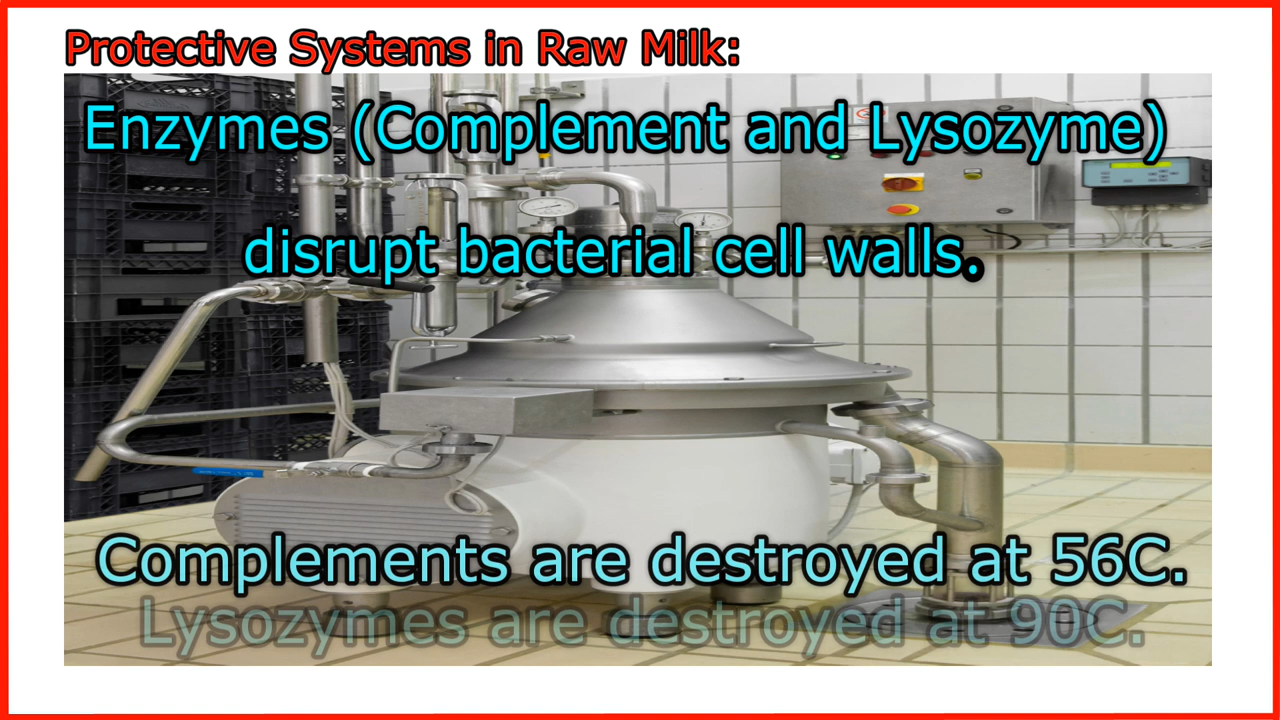 Protective Systems in Raw Milk:
Enzymes (Complement and Lysozyme)
disrupt bacterial cell walls.
Complements are destroyed at 56C.
Lysozymes are destroyed at 90C.